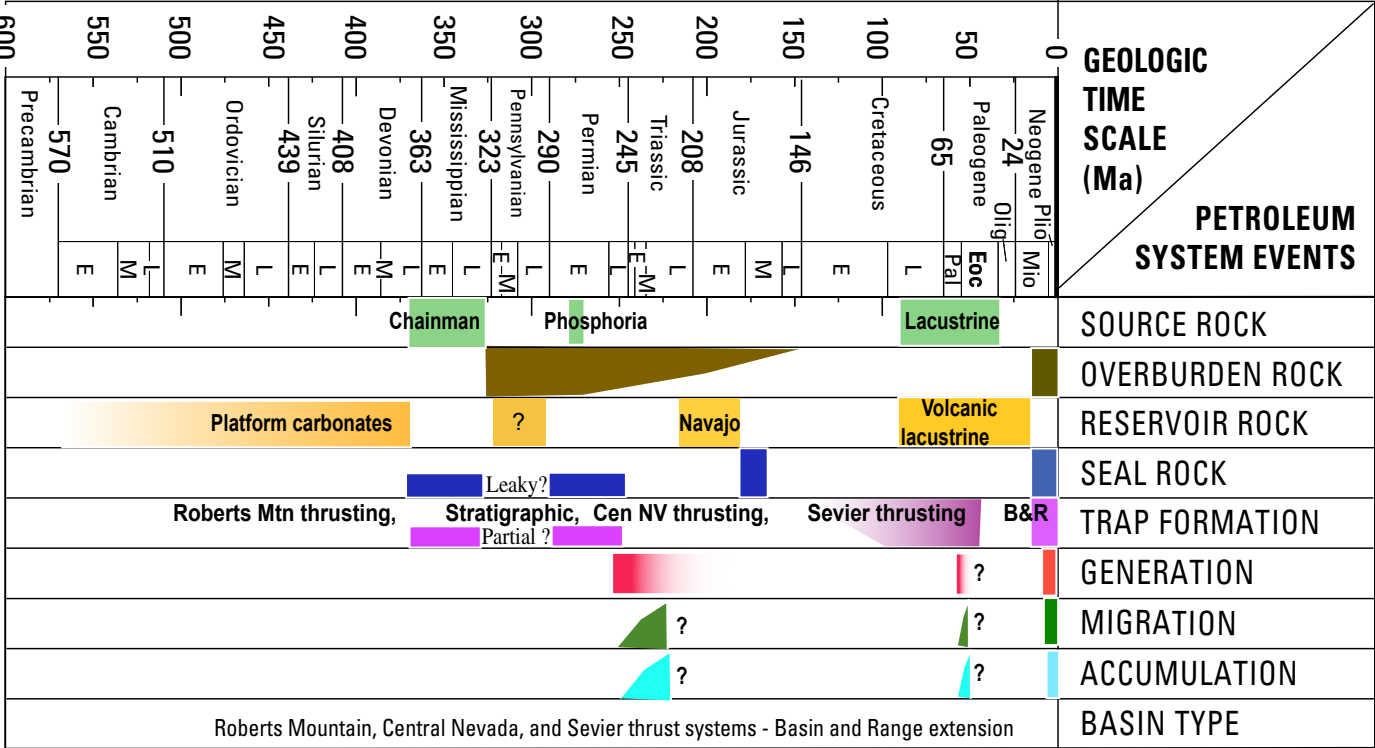 600 550 500 450 400 350 300 250 200 150 100 50 0
GEOLOGIC
TIME
SCALE
(Ma)
PETROLEUM
SYSTEM EVENTS
Precambrian 570 Cambrian 510 Ordovician 439 Silurian 408 Devonian 363 Mississippian 323 Pennsylvanian 290 Permian 245 Triassic 208 Jurassic 146 Cretaceous 65 Paleogene 24 Neogene
Olig Plio
E M L E M L E L E M L E L E-M L E L E-M L E M L E L Pal Eoc Mio
Chainman Phosphoria Lacustrine SOURCE ROCK
OVERBURDEN ROCK
Platform carbonates ? Navajo Volcanic
lacustrine RESERVOIR ROCK
Leaky? SEAL ROCK
Roberts Mtn thrusting, Stratigraphic, Cen NV thrusting, Sevier thrusting B&R TRAP FORMATION
Partial ?
? GENERATION
? ? MIGRATION
? ? ACCUMULATION
Roberts Mountain, Central Nevada, and Sevier thrust systems - Basin and Range extension BASIN TYPE